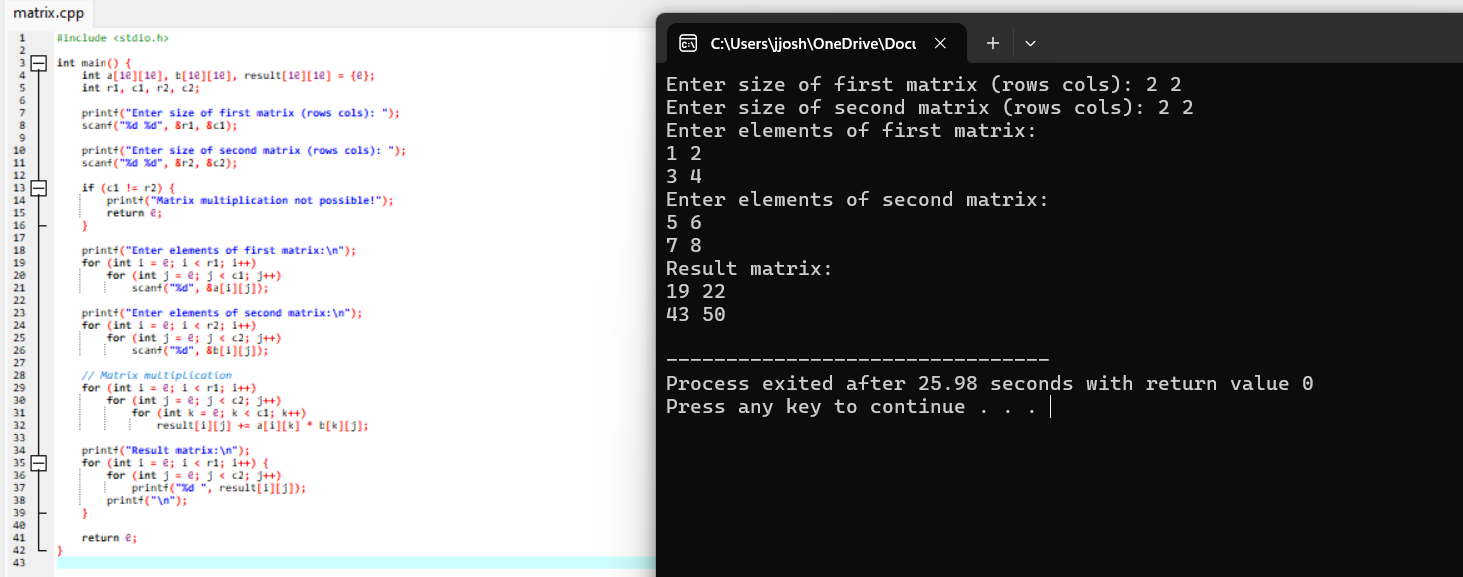 matrix.cpp
1 #include <stdio.h>
2
3 int main() {
4 int a[10][10], b[10][10], result[10][10] = {0};
5 int r1, c1, r2, c2;
6
7 printf("Enter size of first matrix (rows cols): ");
8 scanf("%d %d", &r1, &c1);
9
10 printf("Enter size of second matrix (rows cols): ");
11 scanf("%d %d", &r2, &c2);
12
13 if (c1 != r2) {
14 printf("Matrix multiplication not possible!");
15 return 0;
16 }
17
18 printf("Enter elements of first matrix:\n");
19 for (int i = 0; i < r1; i++)
20 for (int j = 0; j < c1; j++)
21 scanf("%d", &a[i][j]);
22
23 printf("Enter elements of second matrix:\n");
24 for (int i = 0; i < r2; i++)
25 for (int j = 0; j < c2; j++)
26 scanf("%d", &b[i][j]);
27
28 // Matrix multiplication
29 for (int i = 0; i < r1; i++)
30 for (int j = 0; j < c2; j++)
31 for (int k = 0; k < c1; k++)
32 result[i][j] += a[i][k] * b[k][j];
33
34 printf("Result matrix:\n");
35 for (int i = 0; i < r1; i++) {
36 for (int j = 0; j < c2; j++)
37 printf("%d ", result[i][j]);
38 printf("\n");
39 }
40
41 return 0;
42 }
43
C:\Users\jjosh\OneDrive\Docu
Enter size of first matrix (rows cols): 2 2
Enter size of second matrix (rows cols): 2 2
Enter elements of first matrix:
1 2
3 4
Enter elements of second matrix:
5 6
7 8
Result matrix:
19 22
43 50
--------------------------------
Process exited after 25.98 seconds with return value 0
Press any key to continue . . .